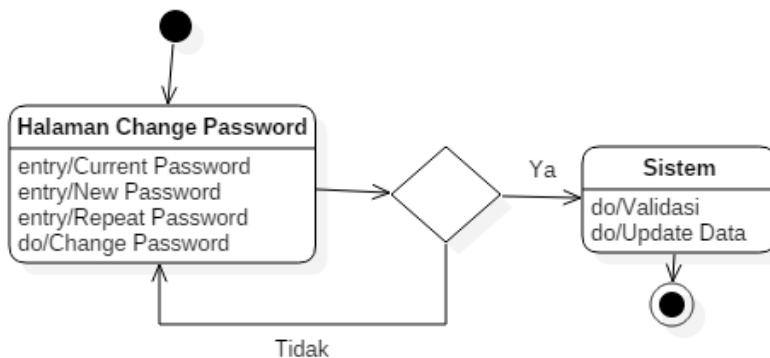 Halaman Change Password
entry/Current Password
entry/New Password
entry/Repeat Password
do/Change Password
Ya
Sistem
do/Validasi
do/Update Data
Tidak